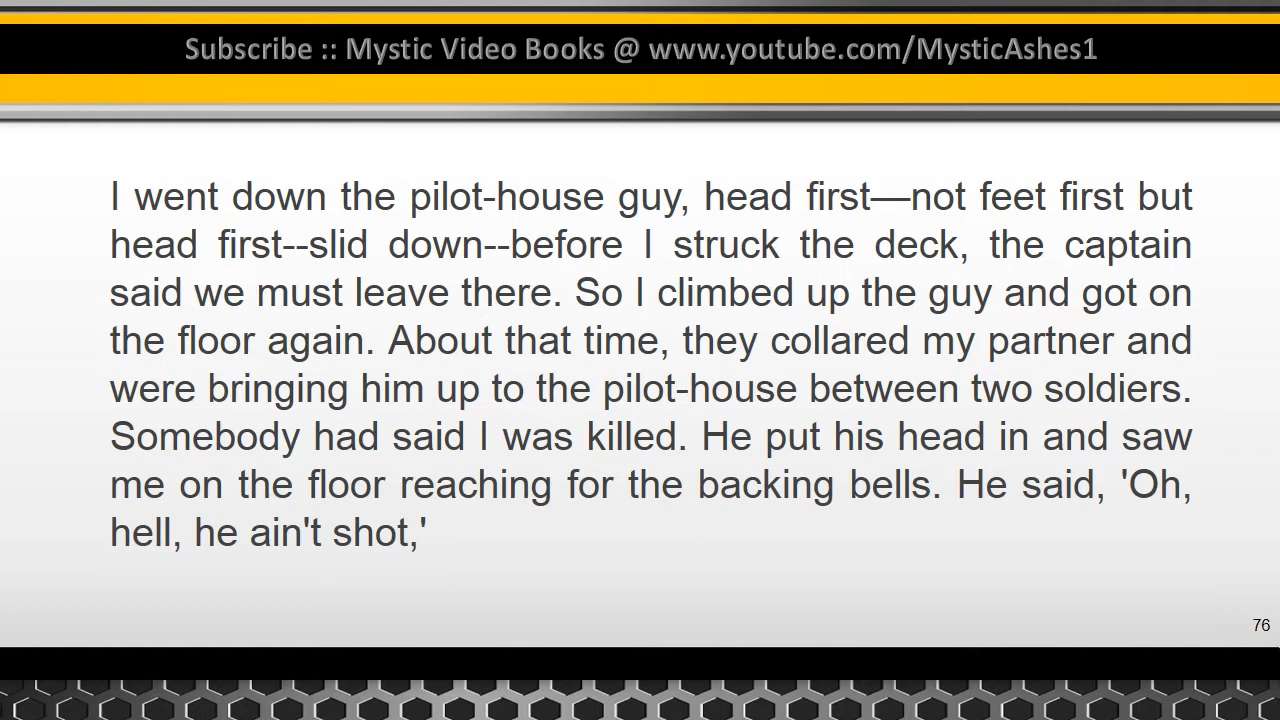 Subscribe :: Mystic Video Books @ www.youtube.com/MysticAshes1
I went down the pilot-house guy, head first—not feet first but
head first--slid down--before I struck the deck, the captain
said we must leave there. So I climbed up the guy and got on
the floor again. About that time, they collared my partner and
were bringing him up to the pilot-house between two soldiers.
Somebody had said I was killed. He put his head in and saw
me on the floor reaching for the backing bells. He said, 'Oh,
hell, he ain't shot,'
76